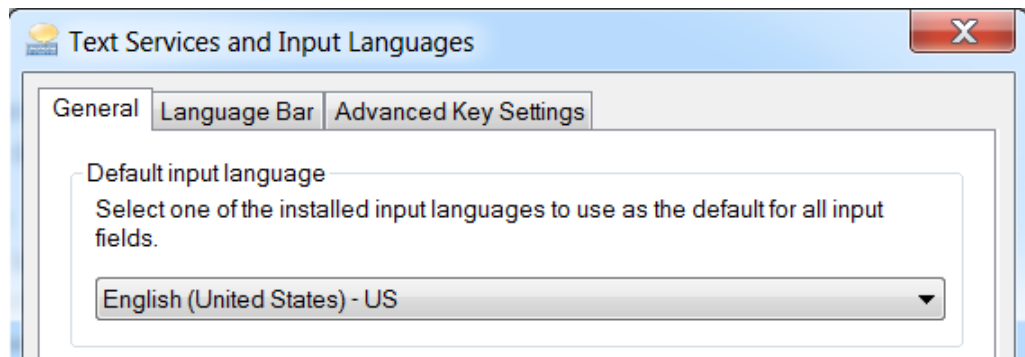 Text Services and Input Languages
General Language Bar Advanced Key Settings
Default input language
Select one of the installed input languages to use as the default for all input
fields.
English (United States) - US